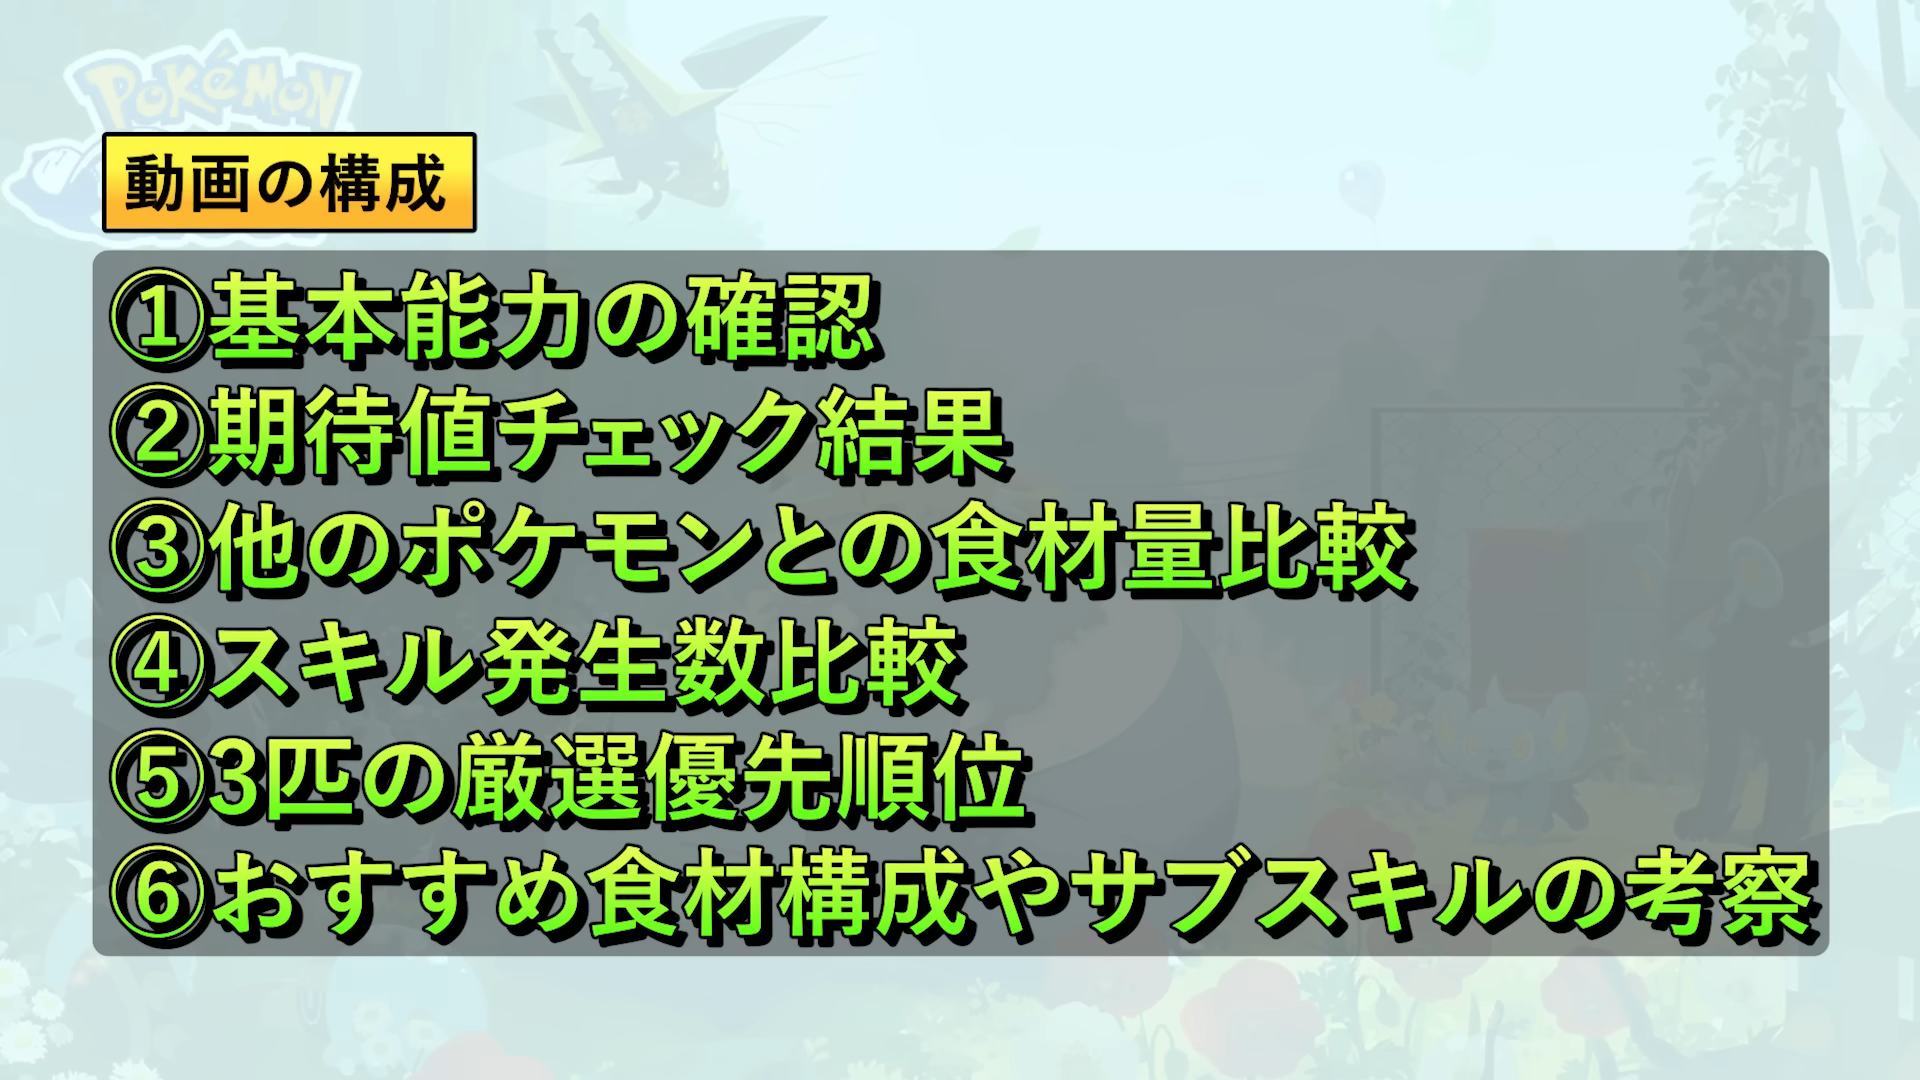 POKÉMON
動画の構成
①基本能力の確認
②期待値チェック結果
③他のポケモンとの食材量比較
④スキル発生数比較
⑤3匹の厳選優先順位
⑥おすすめ食材構成やサブスキルの考察